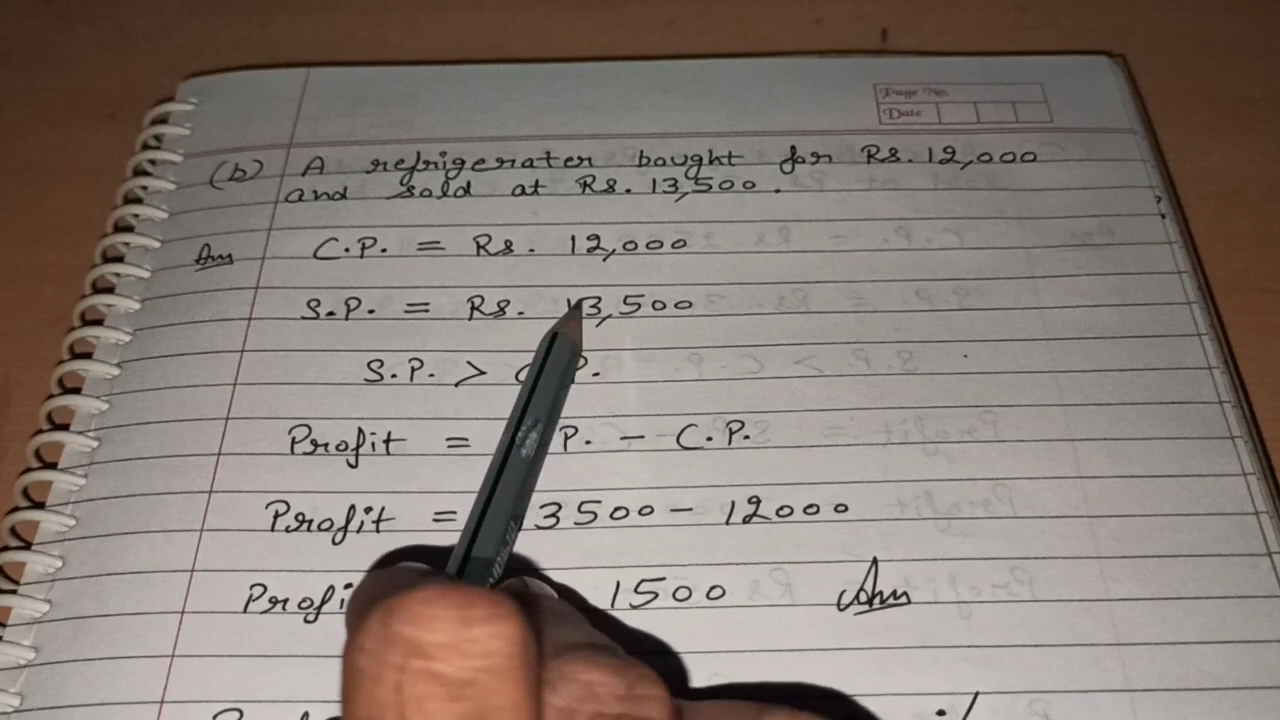 Page No.
Date
(b) A refrigerater bought for Rs. 12,000
and sold at Rs. 13,500.
Ans C.P. = Rs. 12,000
S.P. = Rs. 13,500
S.P. > C.P.
Profit = P. - C.P.
Profit = 3500 - 12000
1500 Ans